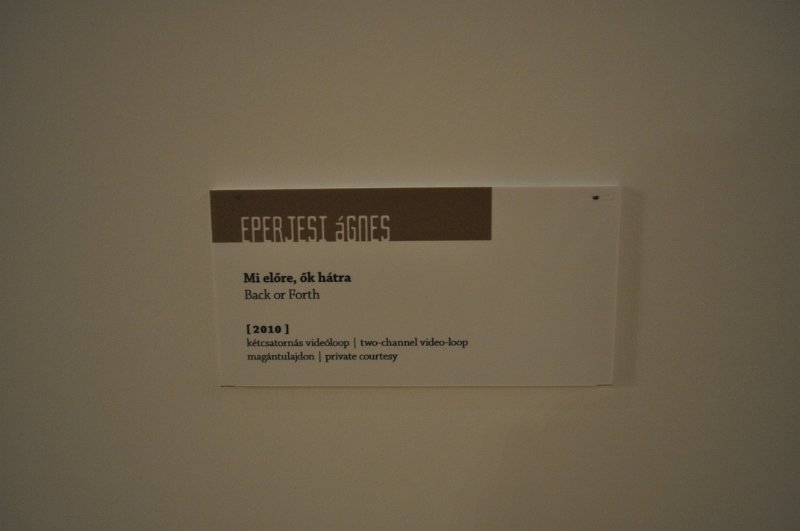 EPERJESI áGNES
Mi előre, ők hátra
Back or Forth
[ 2010 ]
kétcsatornás videóloop | two-channel video-loop
magántulajdon | private courtesy